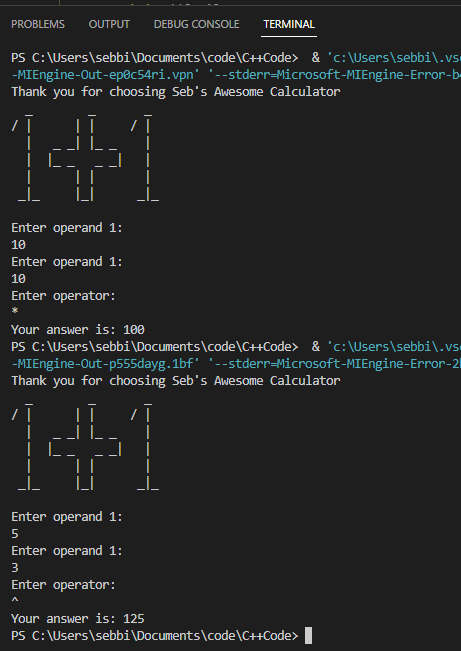 PROBLEMS OUTPUT DEBUG CONSOLE TERMINAL
PS C:\Users\sebbi\Documents\code\C++Code>  & 'c:\Users\sebbi\.vsc
-MIEngine-Out-ep0c54ri.vpn' '--stderr=Microsoft-MIEngine-Error-b4
Thank you for choosing Seb's Awesome Calculator
   _        _       _
/ |      | |     / |
  |   _ _| |_ _    |
  |  |_ _   _ _|   |
  |      | |       |
 _|_     |_|      _|_
Enter operand 1:
10
Enter operand 1:
10
Enter operator:
*
Your answer is: 100
PS C:\Users\sebbi\Documents\code\C++Code>  & 'c:\Users\sebbi\.vsc
-MIEngine-Out-p555dayg.1bf' '--stderr=Microsoft-MIEngine-Error-2l
Thank you for choosing Seb's Awesome Calculator
   _        _       _
/ |      | |     / |
  |   _ _| |_ _    |
  |  |_ _   _ _|   |
  |      | |       |
 _|_     |_|      _|_
Enter operand 1:
5
Enter operand 1:
3
Enter operator:
^
Your answer is: 125
PS C:\Users\sebbi\Documents\code\C++Code>